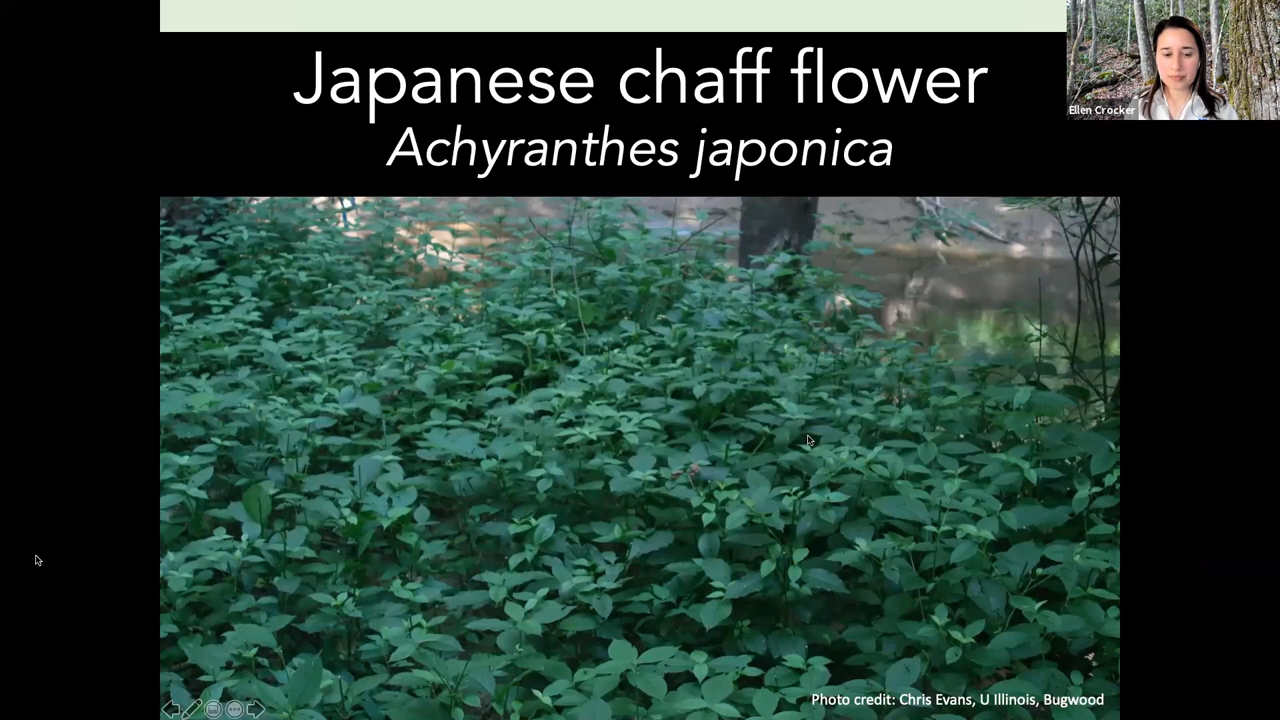 Japanese chaff flower
Achyranthes japonica
Ellen Crocker
Photo credit: Chris Evans, U Illinois, Bugwood